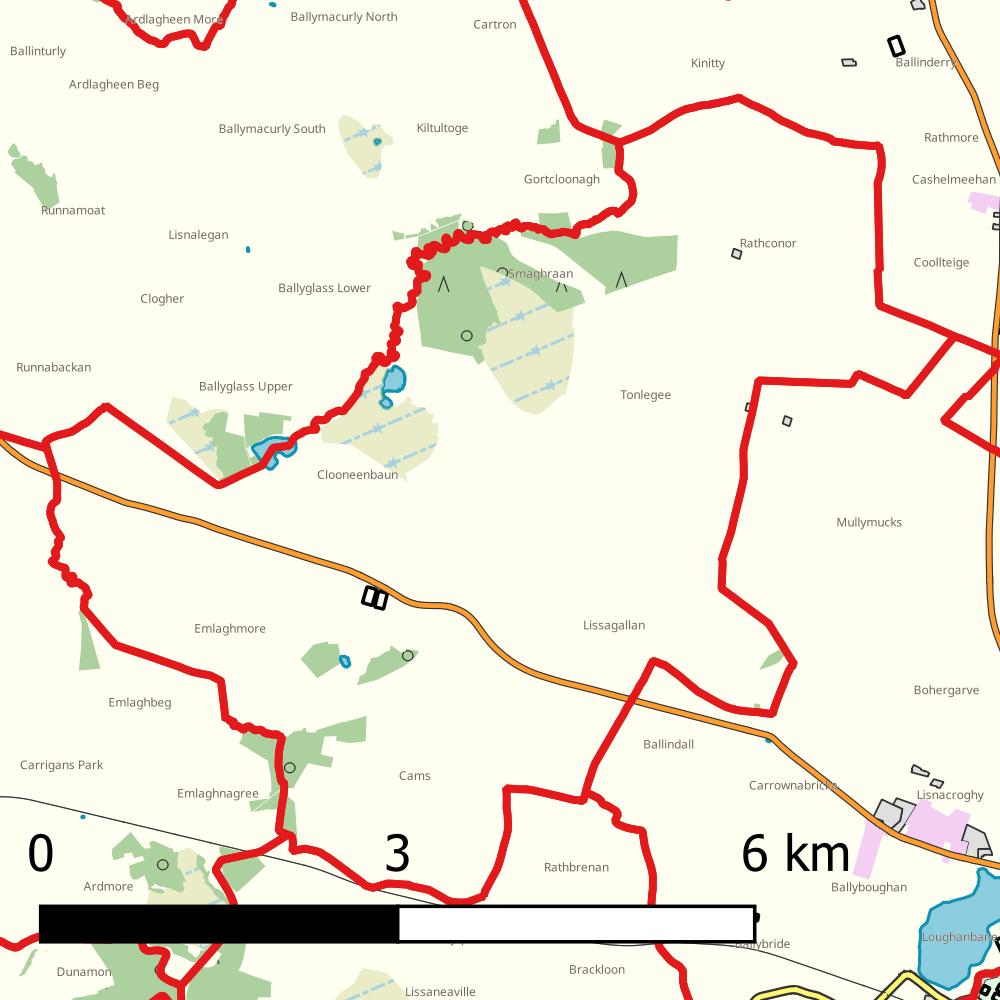 Ardlagheen More
Ballymacurly North
Cartron
Ballinturly
Kinitty
Ballinderry
Ardlagheen Beg
Ballymacurly South
Kiltultoge
Rathmore
Gortcloonagh
Cashelmeehan
Runnamoat
Lisnalegan
Rathconor
Coollteige
Smaghraan
Ballyglass Lower
Clogher
Runnabackan
Ballyglass Upper
Tonlegee
Clooneenbaun
Mullymucks
Emlaghmore
Lissagallan
Bohergarve
Emlaghbeg
Ballindall
Carrigans Park
Cams
Carrownabricka
Emlaghnagree
Lisnacroghy
0 3 6 km
Rathbrenan
Ardmore
Ballyboughan
Loughanbane
Ballybride
Dunamon
Brackloon
Lissaneaville